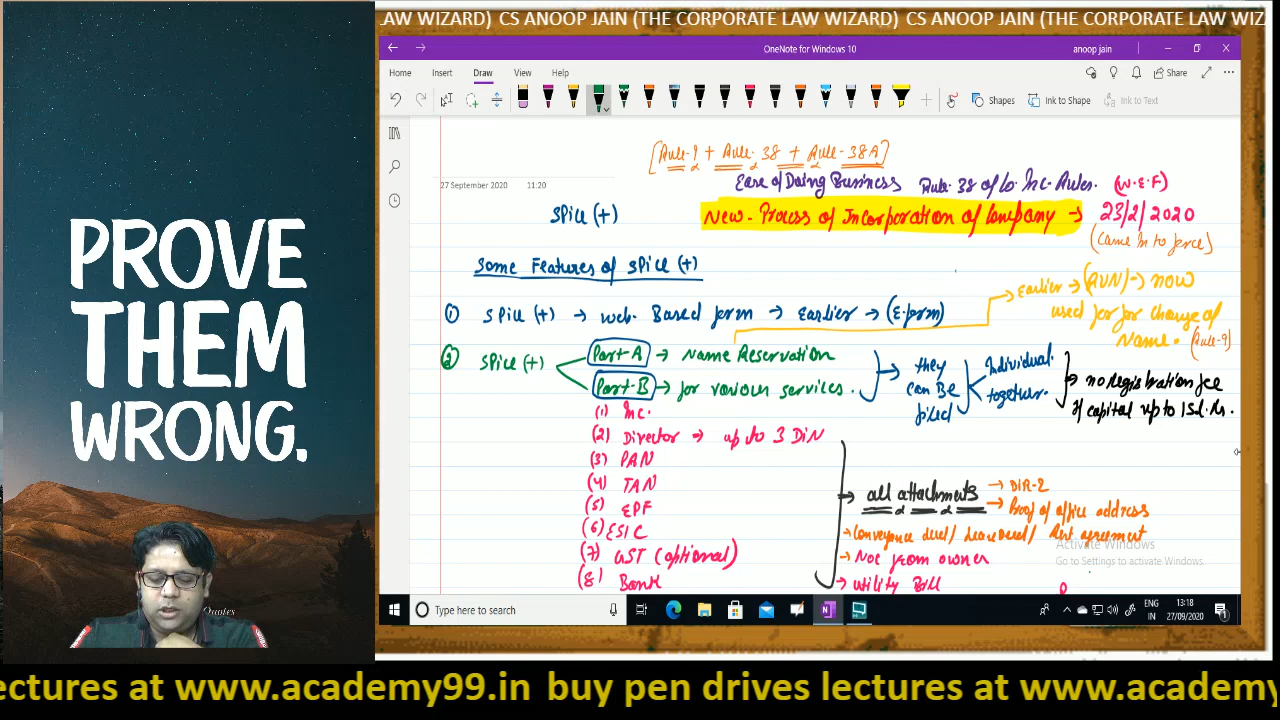 LAW WIZARD) CS ANOOP JAIN (THE CORPORATE LAW WIZARD) CS ANOOP JAIN (THE CORPORATE LAW WIZ
OneNote for Windows 10
anoop jain
Home Insert Draw View Help
Share
Shapes Ink to Shape Ink to Text
[Rule-9 + Rule-38 + Rule-38A]
27 September 2020 11:20
Ease of Doing Business Rule-38 of Co. Inc. Rules. (W.E.F)
SPice (+)
New-Process of Incorporation of Company → 23/2/2020
(Came in to force)
Some Features of SPice (+)
Earlier → (RUN) → now
used for for Change of
Name. (Rule-9)
① SPice (+) → web-Based form → earlier → (E-form)
② SPice (+)
Part-A → Name Reservation
Part-B → for various services.
they
can Be
filed
Individual.
together.
→ no Registration fee
if capital up to 15L. Rs.
(1) Inc.
(2) Director → up to 3 DIN
(3) PAN
(4) TAN
(5) EPF
(6) ESIC
(7) GST (optional)
(8) Bank
→ all attachments → DIR-2
→ Proof of office address
→ Conveyance deed/ Lease Deed/ Rent agreement
→ Noc from owner
→ utility Bill
Activate Windows
Go to Settings to activate Windows.
PROVE
THEM
WRONG.
Quotes
Type here to search
ENG
IN
13:18
27/09/2020
ectures at www.academy99.in buy pen drives lectures at www.academy